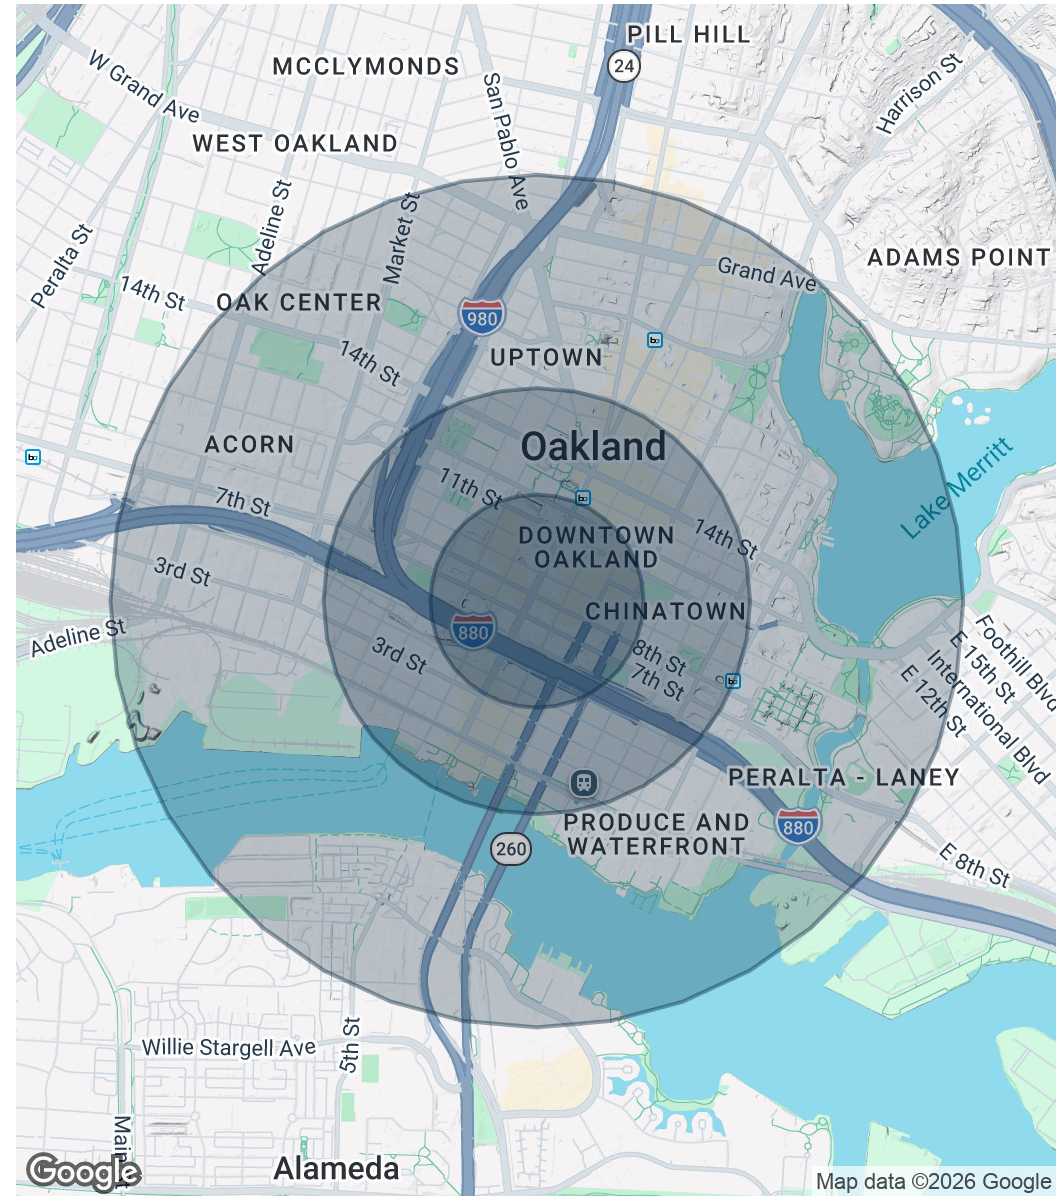 PILL HILL
24
MCCLYMONDS
W Grand Ave
San Pablo Ave
Harrison St
WEST OAKLAND
Adeline St
Market St
Peralta St
ADAMS POINT
Grand Ave
14th St
OAK CENTER
980
14th St
UPTOWN
Oakland
ACORN
Lake Merritt
11th St
7th St
14th St
DOWNTOWN
OAKLAND
3rd St
CHINATOWN
880
Adeline St
3rd St
8th St
7th St
Foothill Blvd
E 15th St
International Blvd
E 12th St
PERALTA - LANEY
880
PRODUCE AND
WATERFRONT
260
E 8th St
5th St
Willie Stargell Ave
Main St
Alameda
Google
Map data ©2026 Google